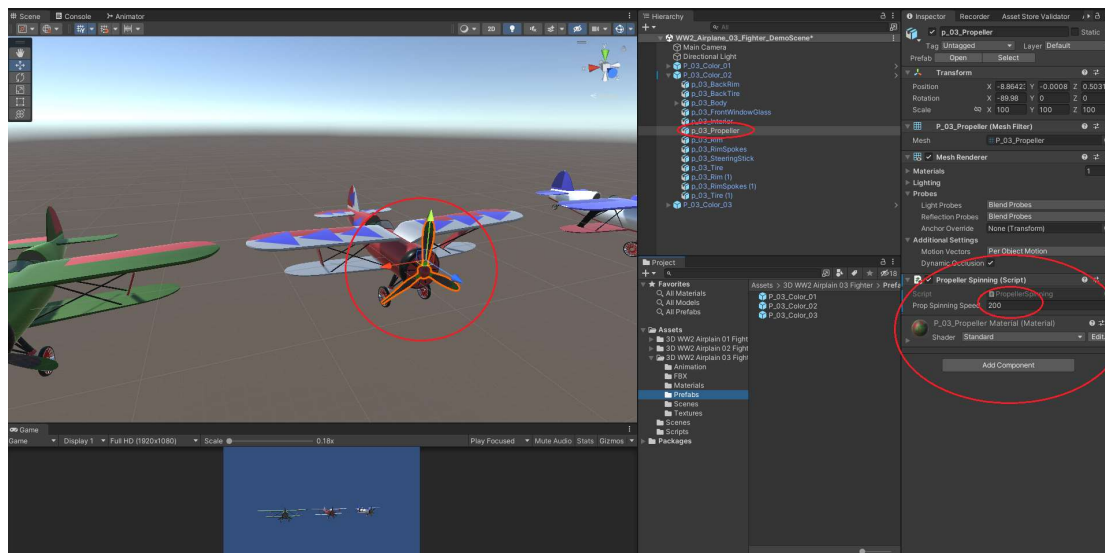 Scene Console Animator
2D
WW2_Airplane_03_Fighter_DemoScene*
Main Camera
Directional Light
P_03_Color_01
P_03_Color_02
p_03_BackRim
p_03_BackTire
p_03_Body
p_03_FrontWindowGlass
p_03_Interior
p_03_Propeller
p_03_Rim
p_03_RimSpokes
p_03_SteeringStick
p_03_Tire
p_03_Rim (1)
p_03_RimSpokes (1)
p_03_Tire (1)
P_03_Color_03
Hierarchy
All
Project
18
Favorites
All Materials
All Models
All Prefabs
Assets
3D WW2 Airplain 01 Fight
3D WW2 Airplain 02 Fight
3D WW2 Airplain 03 Fight
Animation
FBX
Materials
Prefabs
Scenes
Textures
Scenes
Scripts
Packages
Assets > 3D WW2 Airplain 03 Fighter > Prefa
P_03_Color_01
P_03_Color_02
P_03_Color_03
Inspector Recorder Asset Store Validator
p_03_Propeller Static
Tag Untagged Layer Default
Prefab Open Select
Transform
Position X -8.8642 Y -0.0008 Z 0.5031
Rotation X -89.98 Y 0 Z 0
Scale X 100 Y 100 Z 100
P_03_Propeller (Mesh Filter)
Mesh P_03_Propeller
Mesh Renderer
Materials 1
Lighting
Probes
Light Probes Blend Probes
Reflection Probes Blend Probes
Anchor Override None (Transform)
Additional Settings
Motion Vectors Per Object Motion
Dynamic Occlusion
Propeller Spinning (Script)
Script PropellerSpinning
Prop Spinning Speed 200
P_03_Propeller Material (Material)
Shader Standard Edit.
Add Component
Game
Game Display 1 Full HD (1920x1080) Scale 0.18x Play Focused Mute Audio Stats Gizmos